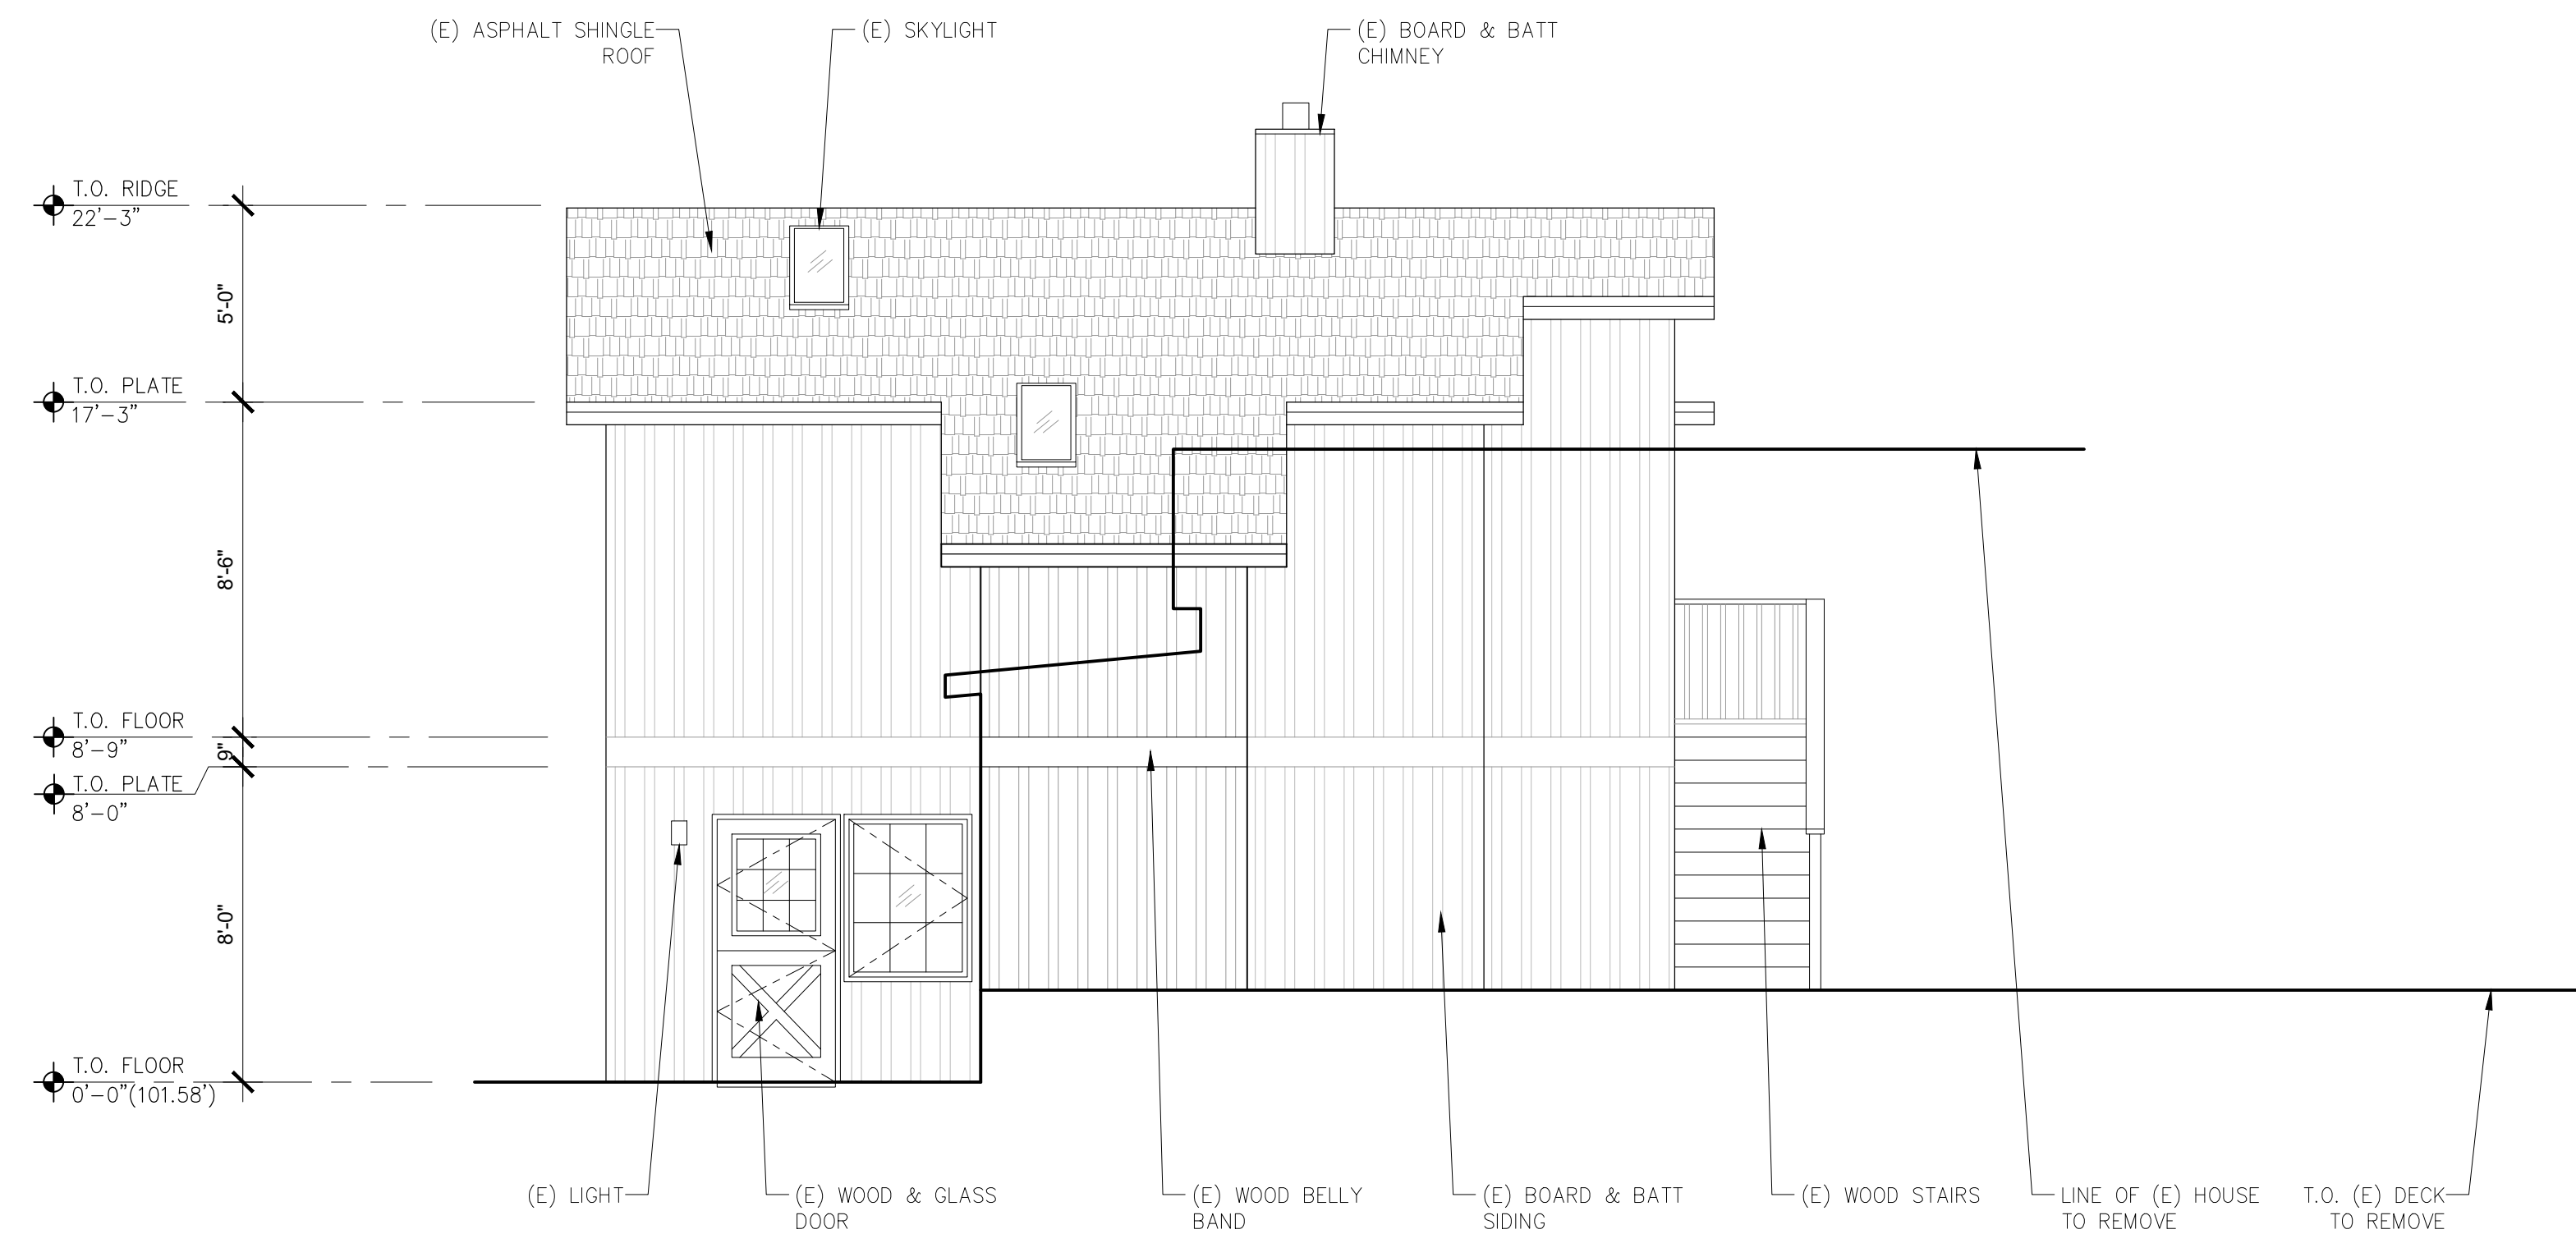 (E) ASPHALT SHINGLE
ROOF
(E) SKYLIGHT
(E) BOARD & BATT
CHIMNEY
T.O. RIDGE
22'-3"
5'-0"
T.O. PLATE
17'-3"
8'-6"
T.O. FLOOR
8'-9"
9"
T.O. PLATE
8'-0"
8'-0"
T.O. FLOOR
0'-0"(101.58')
(E) LIGHT
(E) WOOD & GLASS
DOOR
(E) WOOD BELLY
BAND
(E) BOARD & BATT
SIDING
(E) WOOD STAIRS
LINE OF (E) HOUSE
TO REMOVE
T.O. (E) DECK
TO REMOVE